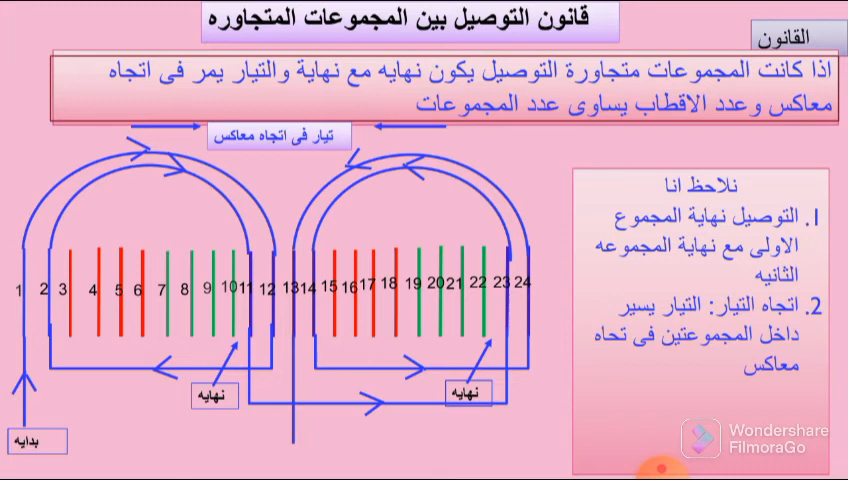 قانون التوصيل بين المجموعات المتجاوره
القانون
اذا كانت المجموعات متجاورة التوصيل يكون نهايه مع نهاية والتيار يمر فى اتجاه
معاكس وعدد الاقطاب يساوى عدد المجموعات
تيار فى اتجاه معاكس
نلاحظ انا
1. التوصيل نهاية المجموع
الاولى مع نهاية المجموعه
الثانيه
2. اتجاه التيار: التيار يسير
داخل المجموعتين فى تحاه
معاكس
1 2 3 4 5 6 7 8 9 10 11 12 13 14 15 16 17 18 19 20 21 22 23 24
نهايه
نهايه
بدايه
Wondershare
FilmoraGo